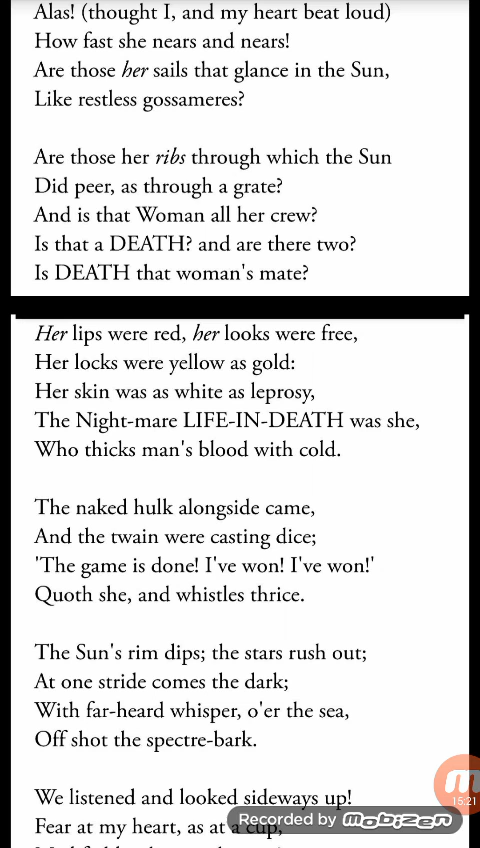 Alas! (thought I, and my heart beat loud)
How fast she nears and nears!
Are those her sails that glance in the Sun,
Like restless gossameres?
Are those her ribs through which the Sun
Did peer, as through a grate?
And is that Woman all her crew?
Is that a DEATH? and are there two?
Is DEATH that woman's mate?
Her lips were red, her looks were free,
Her locks were yellow as gold:
Her skin was as white as leprosy,
The Night-mare LIFE-IN-DEATH was she,
Who thicks man's blood with cold.
The naked hulk alongside came,
And the twain were casting dice;
'The game is done! I've won! I've won!'
Quoth she, and whistles thrice.
The Sun's rim dips; the stars rush out;
At one stride comes the dark;
With far-heard whisper, o'er the sea,
Off shot the spectre-bark.
We listened and looked sideways up!
Fear at my heart, as at a cup,
15:21
Recorded by mobizen